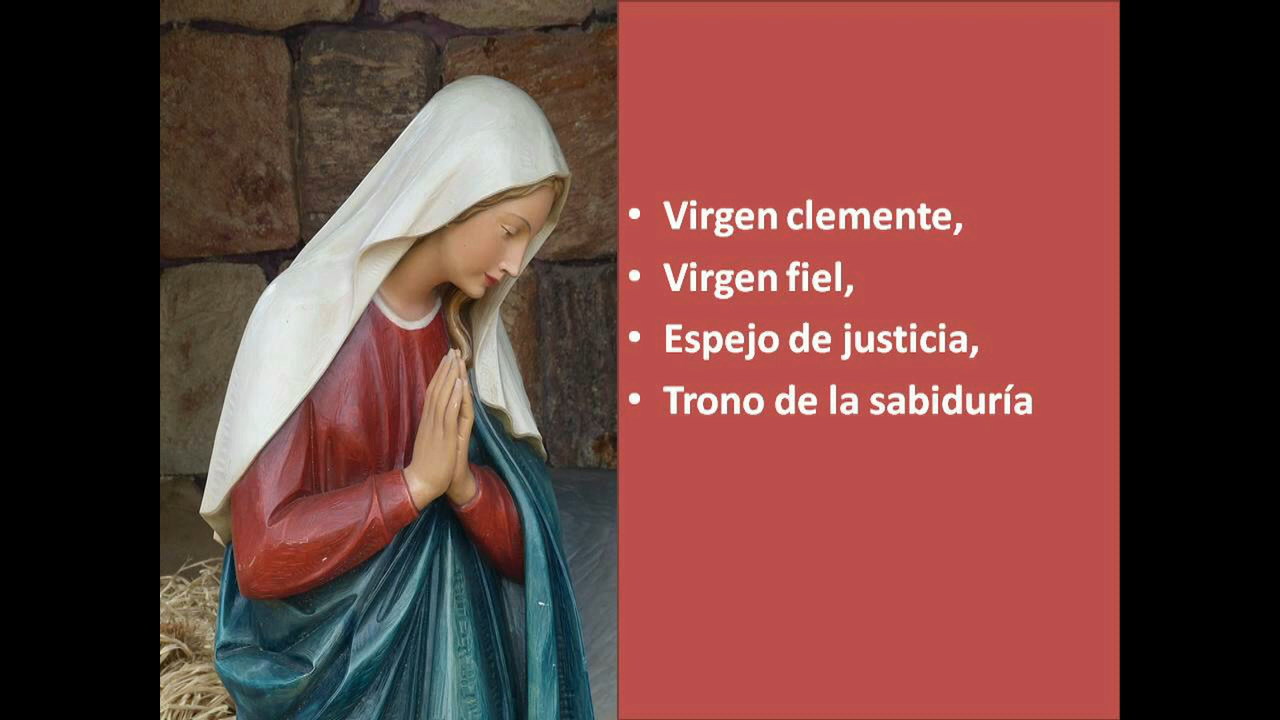 • Virgen clemente,
• Virgen fiel,
• Espejo de justicia,
• Trono de la sabiduría